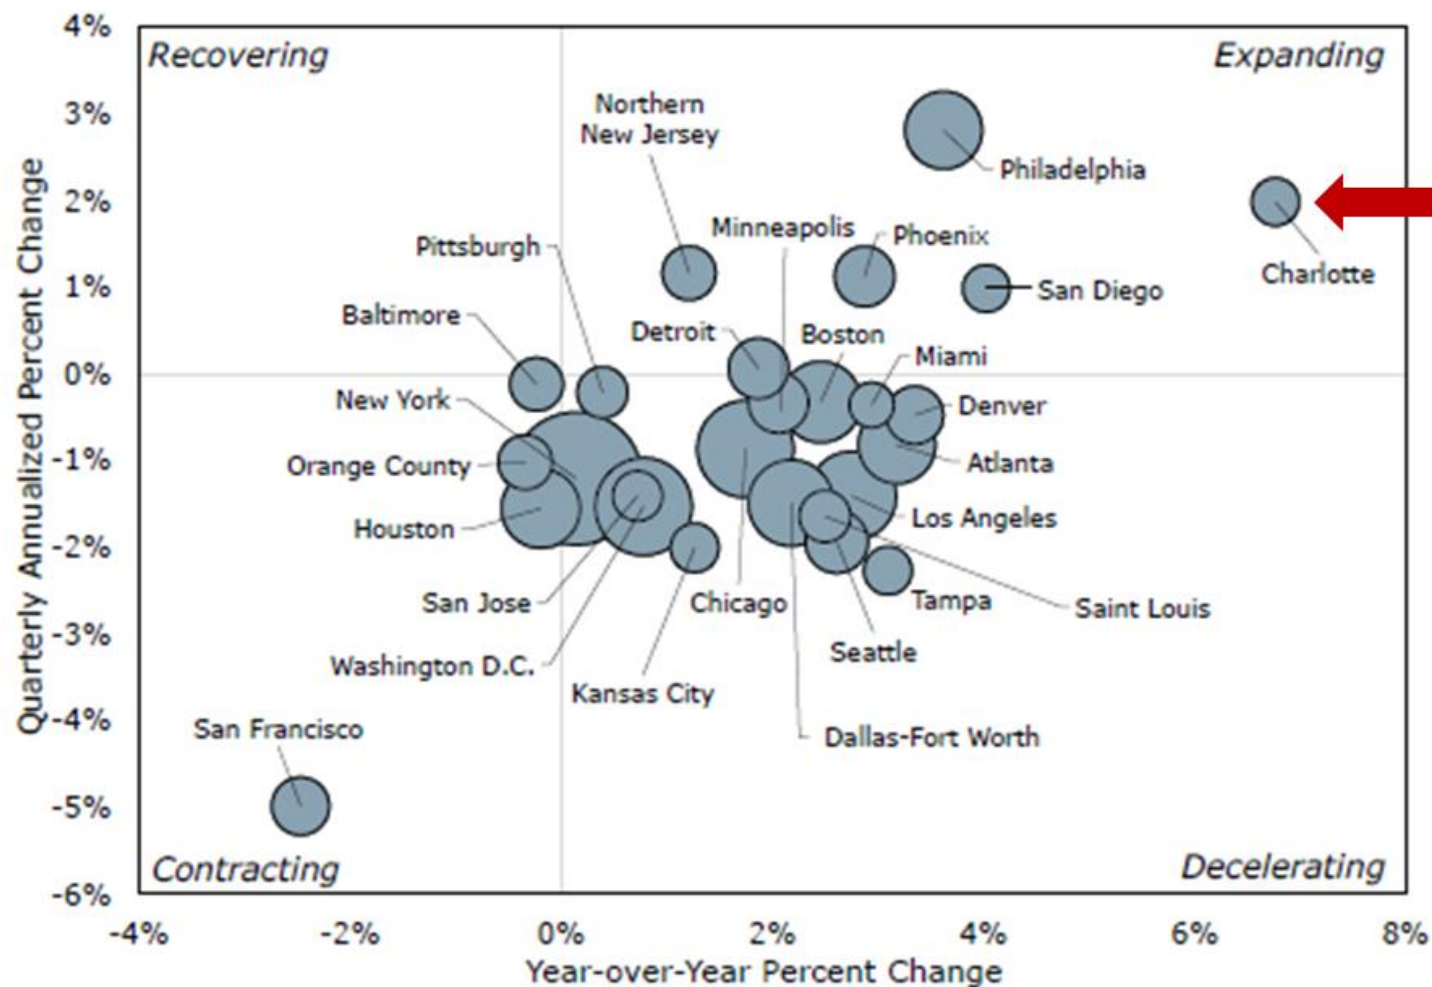 4%
Recovering
Expanding
Northern
New Jersey
3%
Philadelphia
2%
Minneapolis
Phoenix
Pittsburgh
Charlotte
1%
San Diego
Baltimore
Detroit
Boston
Miami
0%
New York
Denver
-1%
Orange County
Atlanta
Los Angeles
Houston
-2%
San Jose
Chicago
Tampa
Saint Louis
-3%
Seattle
Washington D.C.
Kansas City
-4%
San Francisco
Dallas-Fort Worth
-5%
Contracting
Decelerating
-6%
Quarterly Annualized Percent Change
-4% -2% 0% 2% 4% 6% 8%
Year-over-Year Percent Change